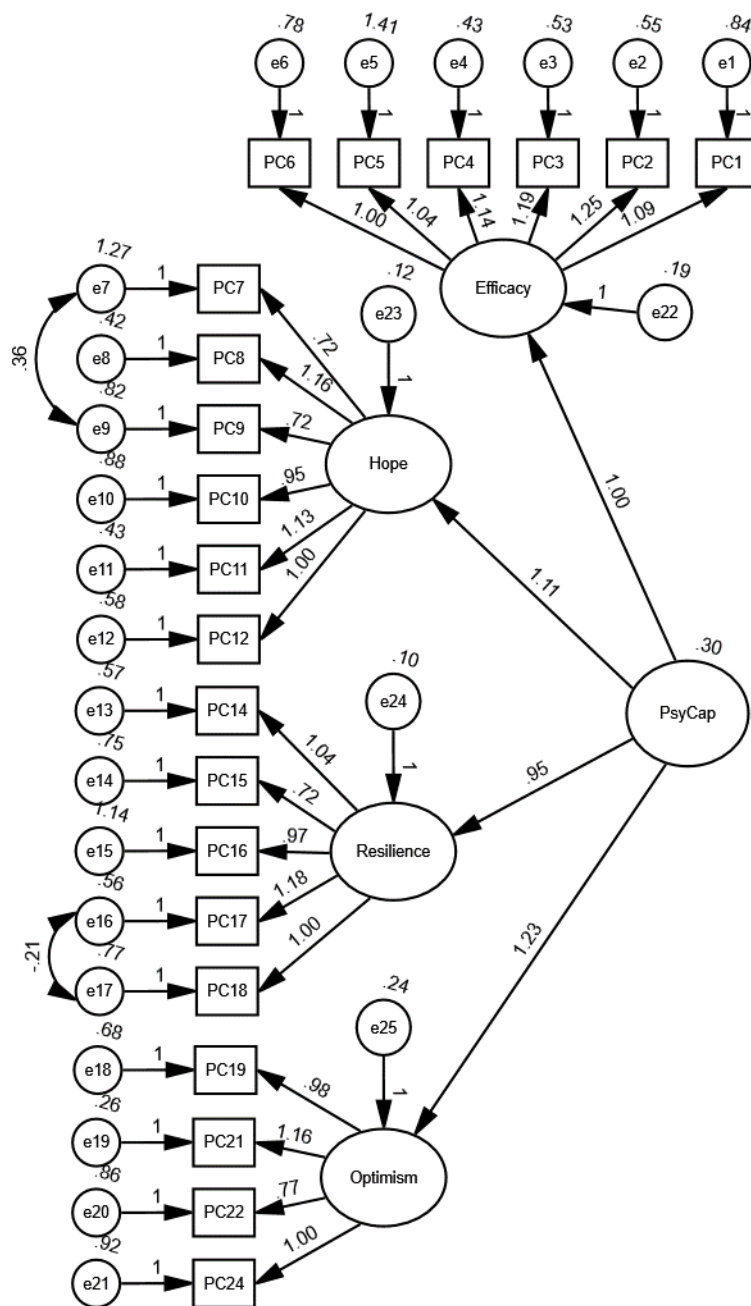 .78 1.41 .43 .53 .55 .84
e6 e5 e4 e3 e2 e1
1 1 1 1 1 1
PC6 PC5 PC4 PC3 PC2 PC1
1.00 1.04 1.14 1.19 1.25 1.09
Efficacy 1 e22 .19
1.27
e7 1 PC7 .72
.42
e8 1 PC8 1.16
.82
e9 1 PC9 .72
.36
.88
e10 1 PC10 .95
.43
e11 1 PC11 1.13
.58
e12 1 PC12 1.00
.12
e23
1
Hope
1.00
1.11
.30
PsyCap
.95
1.23
.57
e13 1 PC14 1.04
.75
e14 1 PC15 .72
1.14
e15 1 PC16 .97
.56
e16 1 PC17 1.18
.77
e17 1 PC18 1.00
-.21
.10
e24
1
Resilience
.68
e18 1 PC19 .98
.26
e19 1 PC21 1.16
.86
e20 1 PC22 .77
.92
e21 1 PC24 1.00
.24
e25
1
Optimism